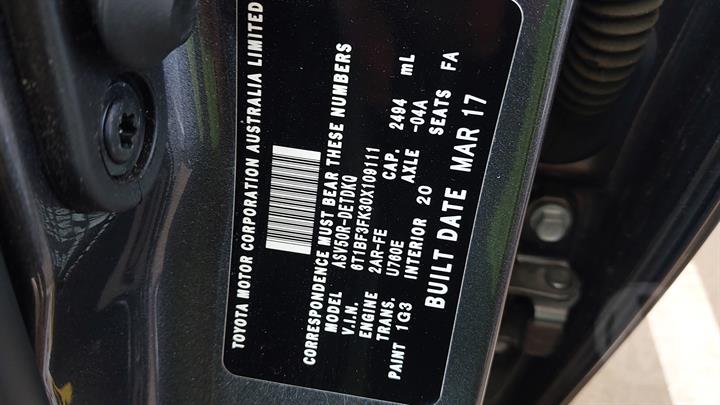 TOYOTA MOTOR CORPORATION AUSTRALIA LIMITED
CORRESPONDENCE MUST BEAR THESE NUMBERS
MODEL ASV50R-DETDKQ
V.I.N. 6T1BF3FK30X109111
ENGINE 2AR-FE CAP. 2494 mL
TRANS. U760E AXLE -04A
PAINT 1G3 INTERIOR 20 SEATS FA
BUILT DATE MAR 17